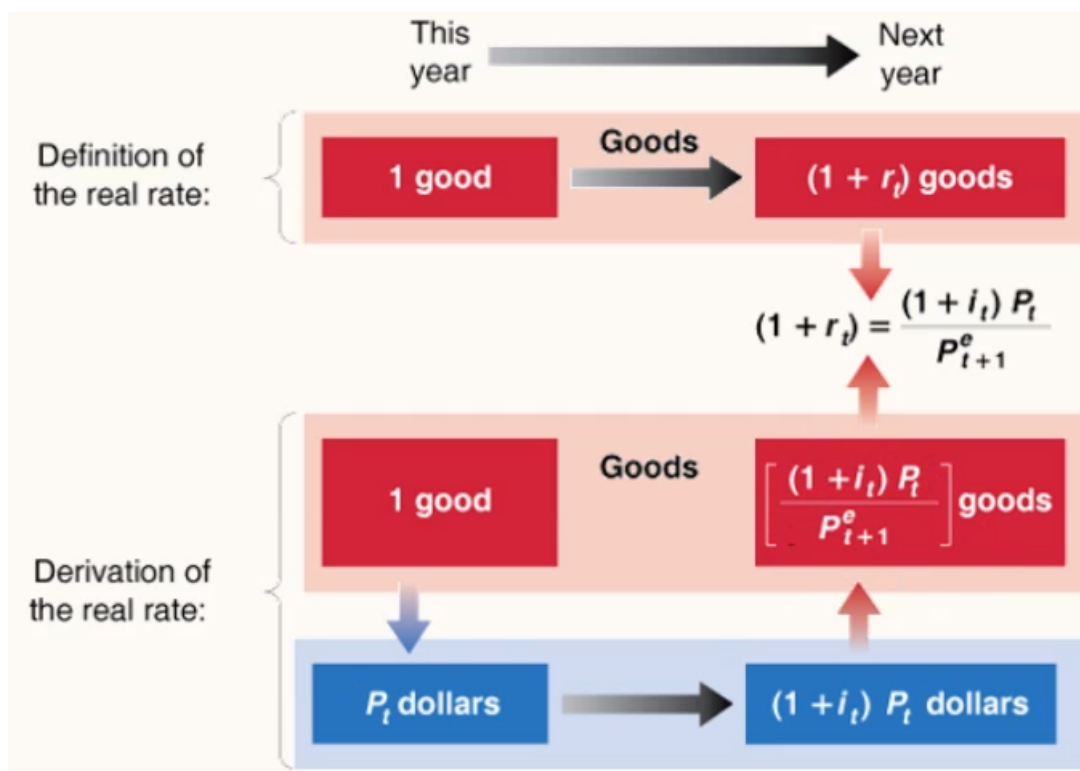 This
year
Next
year
Definition of
the real rate:
1 good
Goods
(1 + r_t) goods
(1 + r_t) = (1 + i_t) P_t / P^e_{t+1}
Derivation of
the real rate:
1 good
Goods
[(1 + i_t) P_t / P^e_{t+1}] goods
P_t dollars
(1 + i_t) P_t dollars